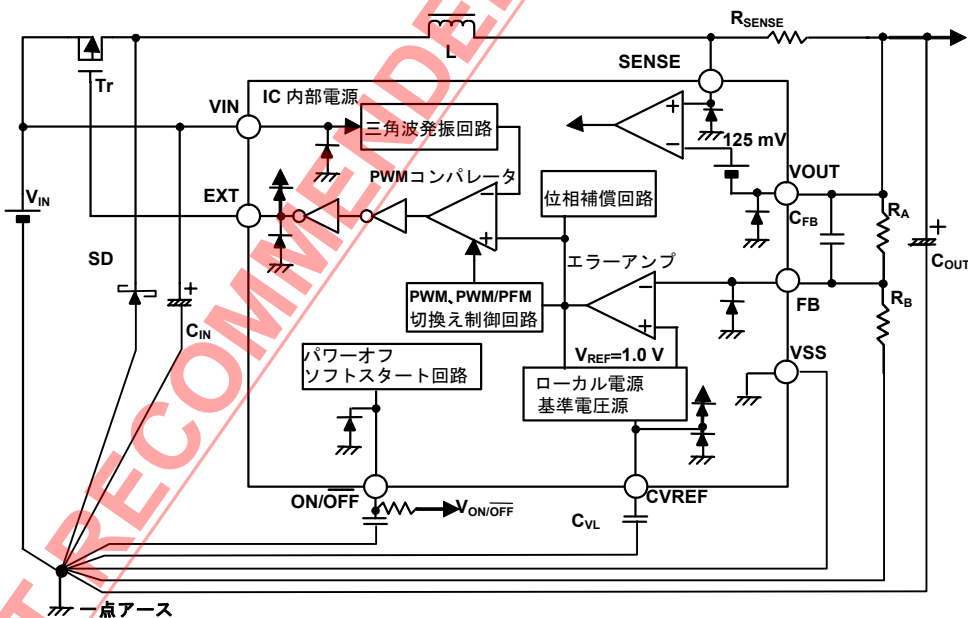 RSENSE
L
Tr
SENSE
VIN
IC 内部電源
三角波発振回路
125 mV
VOUT
EXT
PWMコンパレータ
位相補償回路
VIN
CFB
RA
エラーアンプ
COUT
SD
FB
PWM、PWM/PFM
切換え制御回路
RB
CIN
VREF=1.0 V
VSS
パワーオフ
ソフトスタート回路
ローカル電源
基準電圧源
ON/OFF
VON/OFF
CVL
CVREF
一点アース
T RECOMMENDED